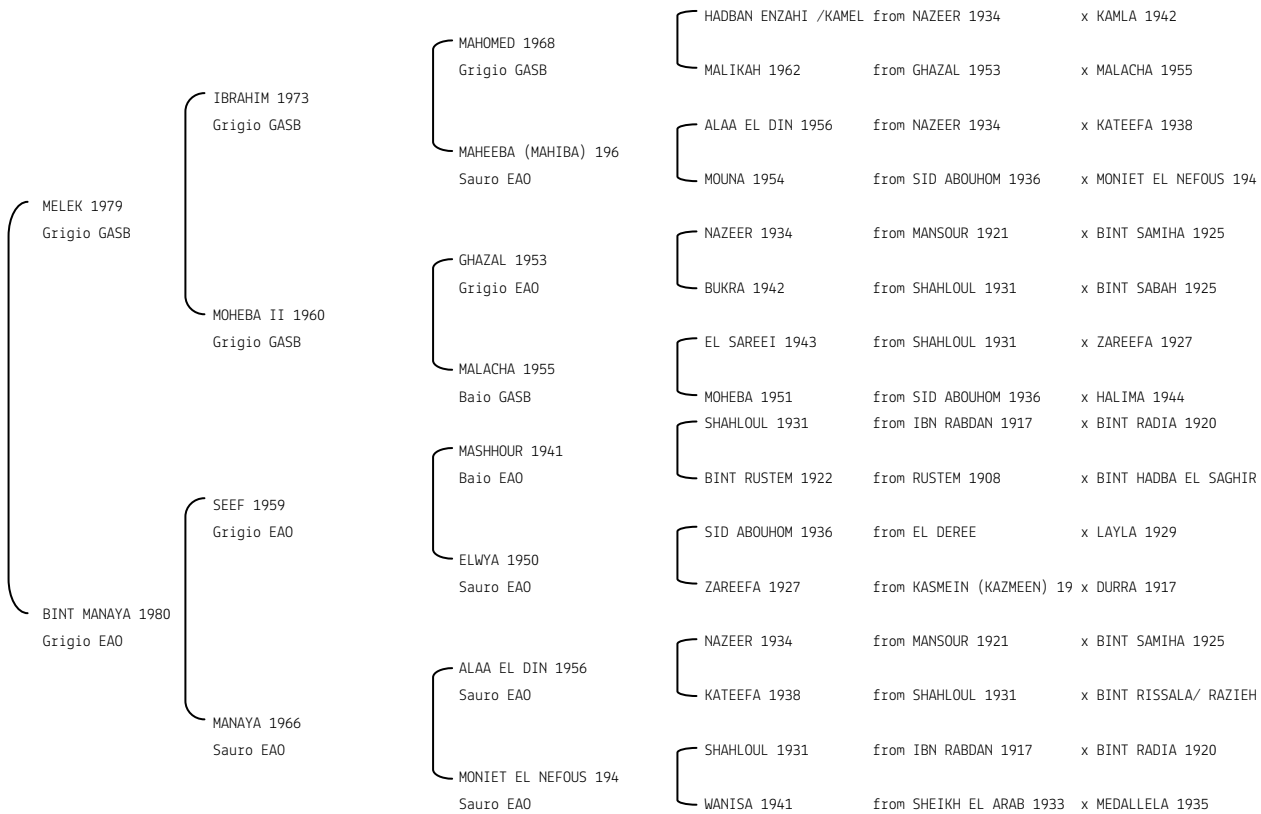 HADBAN ENZAHI /KAMEL from NAZEER 1934 x KAMLA 1942
MAHOMED 1968
Grigio GASB
MALIKAH 1962 from GHAZAL 1953 x MALACHA 1955
IBRAHIM 1973
Grigio GASB
ALAA EL DIN 1956 from NAZEER 1934 x KATEEFA 1938
MAHEEBA (MAHIBA) 196
Sauro EAO
MOUNA 1954 from SID ABOUHOM 1936 x MONIET EL NEFOUS 194
MELEK 1979
Grigio GASB
NAZEER 1934 from MANSOUR 1921 x BINT SAMIHA 1925
GHAZAL 1953
Grigio EAO
BUKRA 1942 from SHAHLOUL 1931 x BINT SABAH 1925
MOHEBA II 1960
Grigio GASB
EL SAREEI 1943 from SHAHLOUL 1931 x ZAREEFA 1927
MALACHA 1955
Baio GASB
MOHEBA 1951 from SID ABOUHOM 1936 x HALIMA 1944
SHAHLOUL 1931 from IBN RABDAN 1917 x BINT RADIA 1920
MASHHOUR 1941
Baio EAO
BINT RUSTEM 1922 from RUSTEM 1908 x BINT HADBA EL SAGHIR
SEEF 1959
Grigio EAO
SID ABOUHOM 1936 from EL DEREE x LAYLA 1929
ELWYA 1950
Sauro EAO
ZAREEFA 1927 from KASMEIN (KAZMEEN) 19 x DURRA 1917
BINT MANAYA 1980
Grigio EAO
NAZEER 1934 from MANSOUR 1921 x BINT SAMIHA 1925
ALAA EL DIN 1956
Sauro EAO
KATEEFA 1938 from SHAHLOUL 1931 x BINT RISSALA/ RAZIEH
MANAYA 1966
Sauro EAO
SHAHLOUL 1931 from IBN RABDAN 1917 x BINT RADIA 1920
MONIET EL NEFOUS 194
Sauro EAO
WANISA 1941 from SHEIKH EL ARAB 1933 x MEDALLELA 1935